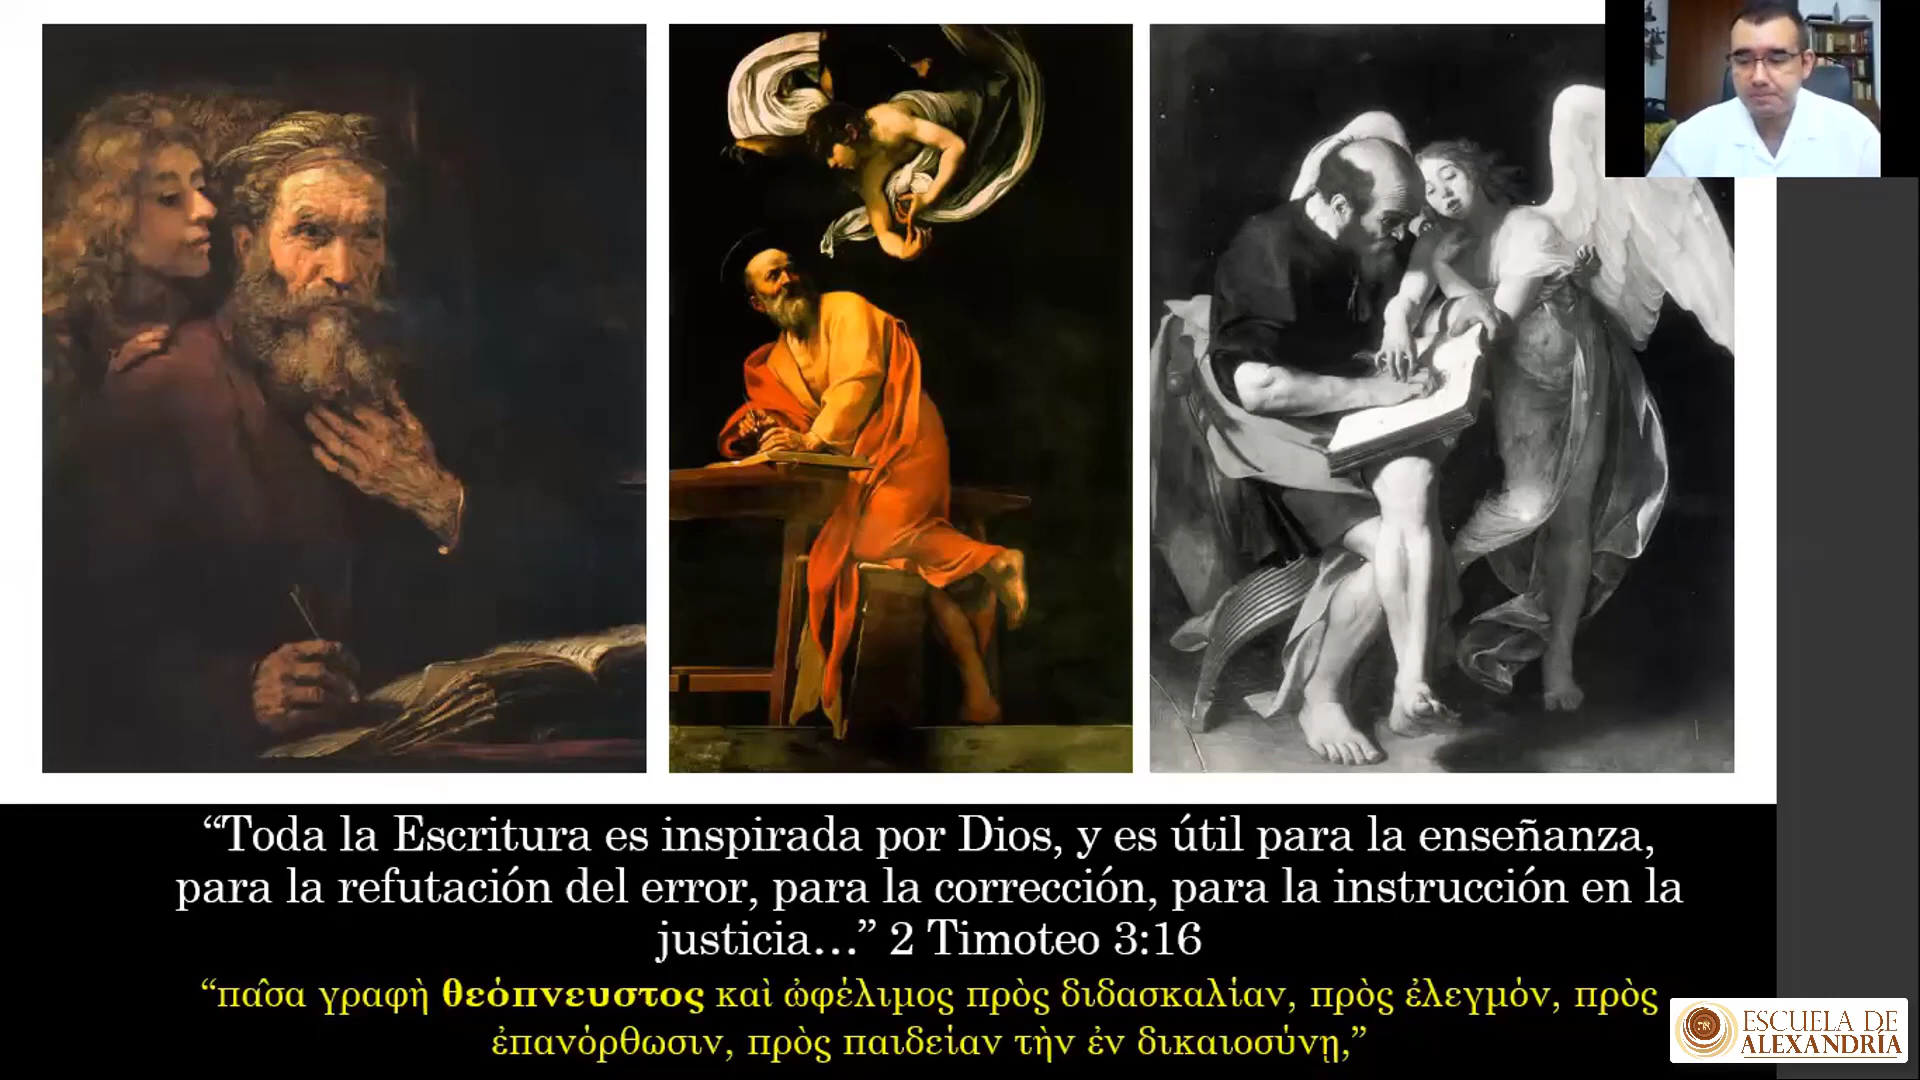 “Toda la Escritura es inspirada por Dios, y es útil para la enseñanza,
para la refutación del error, para la corrección, para la instrucción en la
justicia…” 2 Timoteo 3:16
“πᾶσα γραφὴ θεόπνευστος καὶ ὠφέλιμος πρὸς διδασκαλίαν, πρὸς ἐλεγμόν, πρὸς
ἐπανόρθωσιν, πρὸς παιδείαν τὴν ἐν δικαιοσύνῃ,”
ESCUELA DE
ALEXANDRÍA